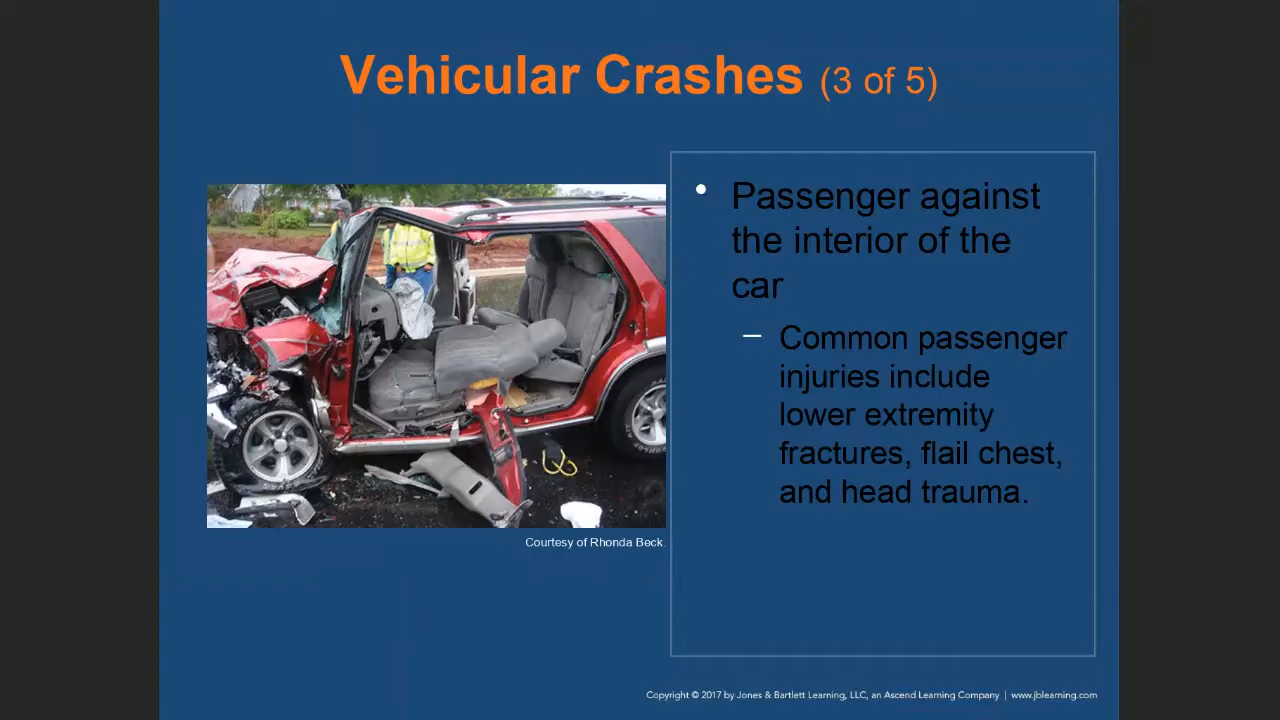 Vehicular Crashes (3 of 5)
• Passenger against
the interior of the
car
– Common passenger
injuries include
lower extremity
fractures, flail chest,
and head trauma.
Courtesy of Rhonda Beck.
Copyright © 2017 by Jones & Bartlett Learning, LLC, an Ascend Learning Company | www.jblearning.com